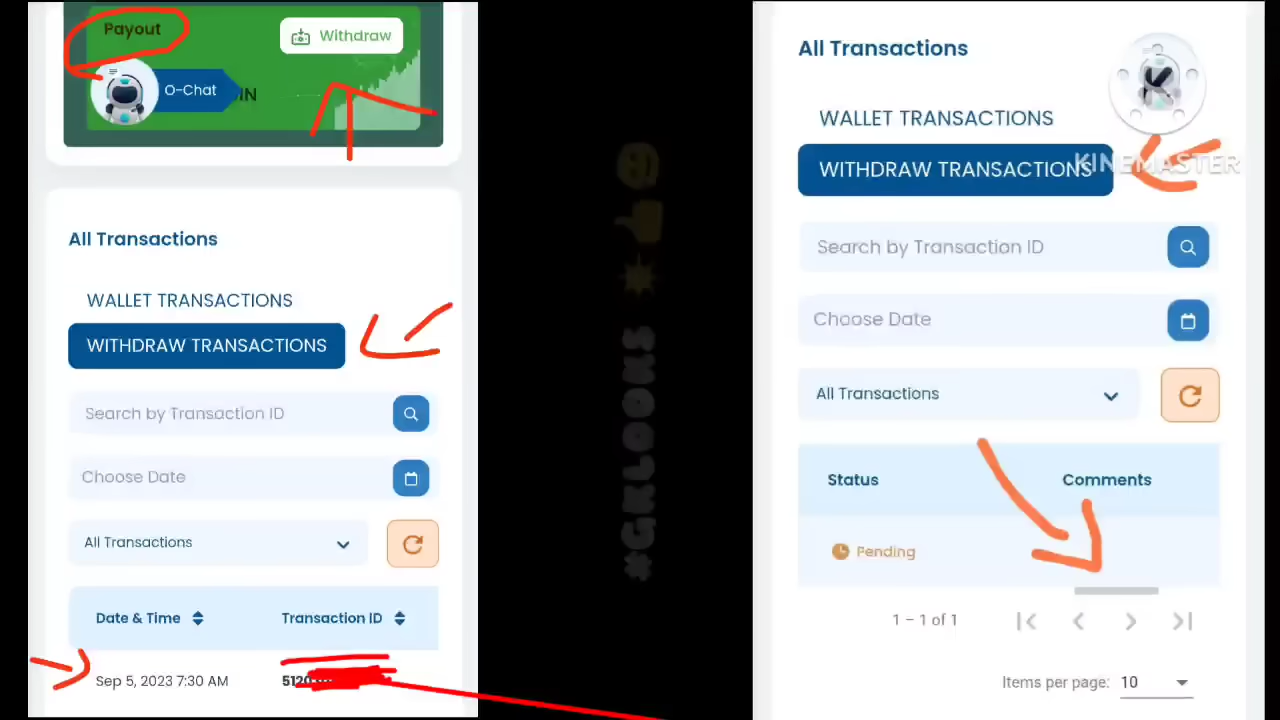 Payout
Withdraw
O-Chat
IN
All Transactions
WALLET TRANSACTIONS
WITHDRAW TRANSACTIONS
Search by Transaction ID
Choose Date
All Transactions
Date & Time
Transaction ID
Sep 5, 2023 7:30 AM
5120
#GKLOOKS
All Transactions
K
WALLET TRANSACTIONS
WITHDRAW TRANSACTIONS
KINEMASTER
Search by Transaction ID
Choose Date
All Transactions
Status
Comments
Pending
1 – 1 of 1
Items per page: 10